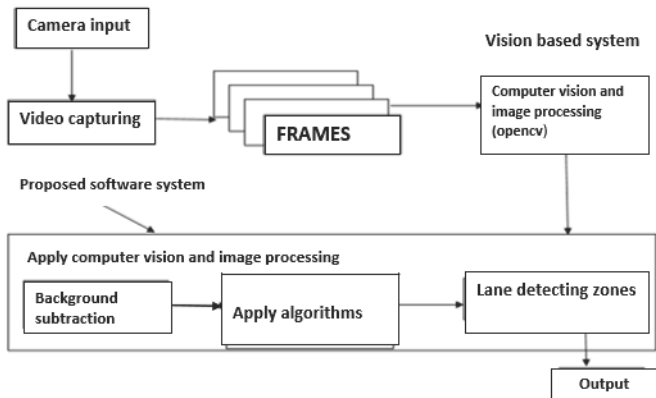 Camera input
Vision based system
Video capturing
FRAMES
Computer vision and
image processing
(opencv)
Proposed software system
Apply computer vision and image processing
Background
subtraction
Apply algorithms
Lane detecting zones
Output